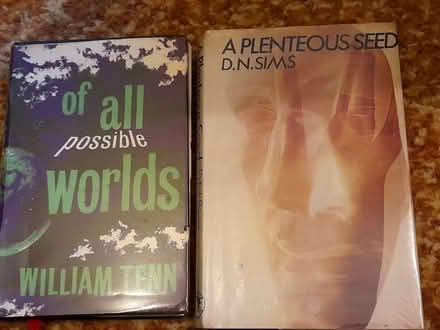 of all
possible
worlds
WILLIAM TENN
A PLENTEOUS SEED
D.N.SIMS